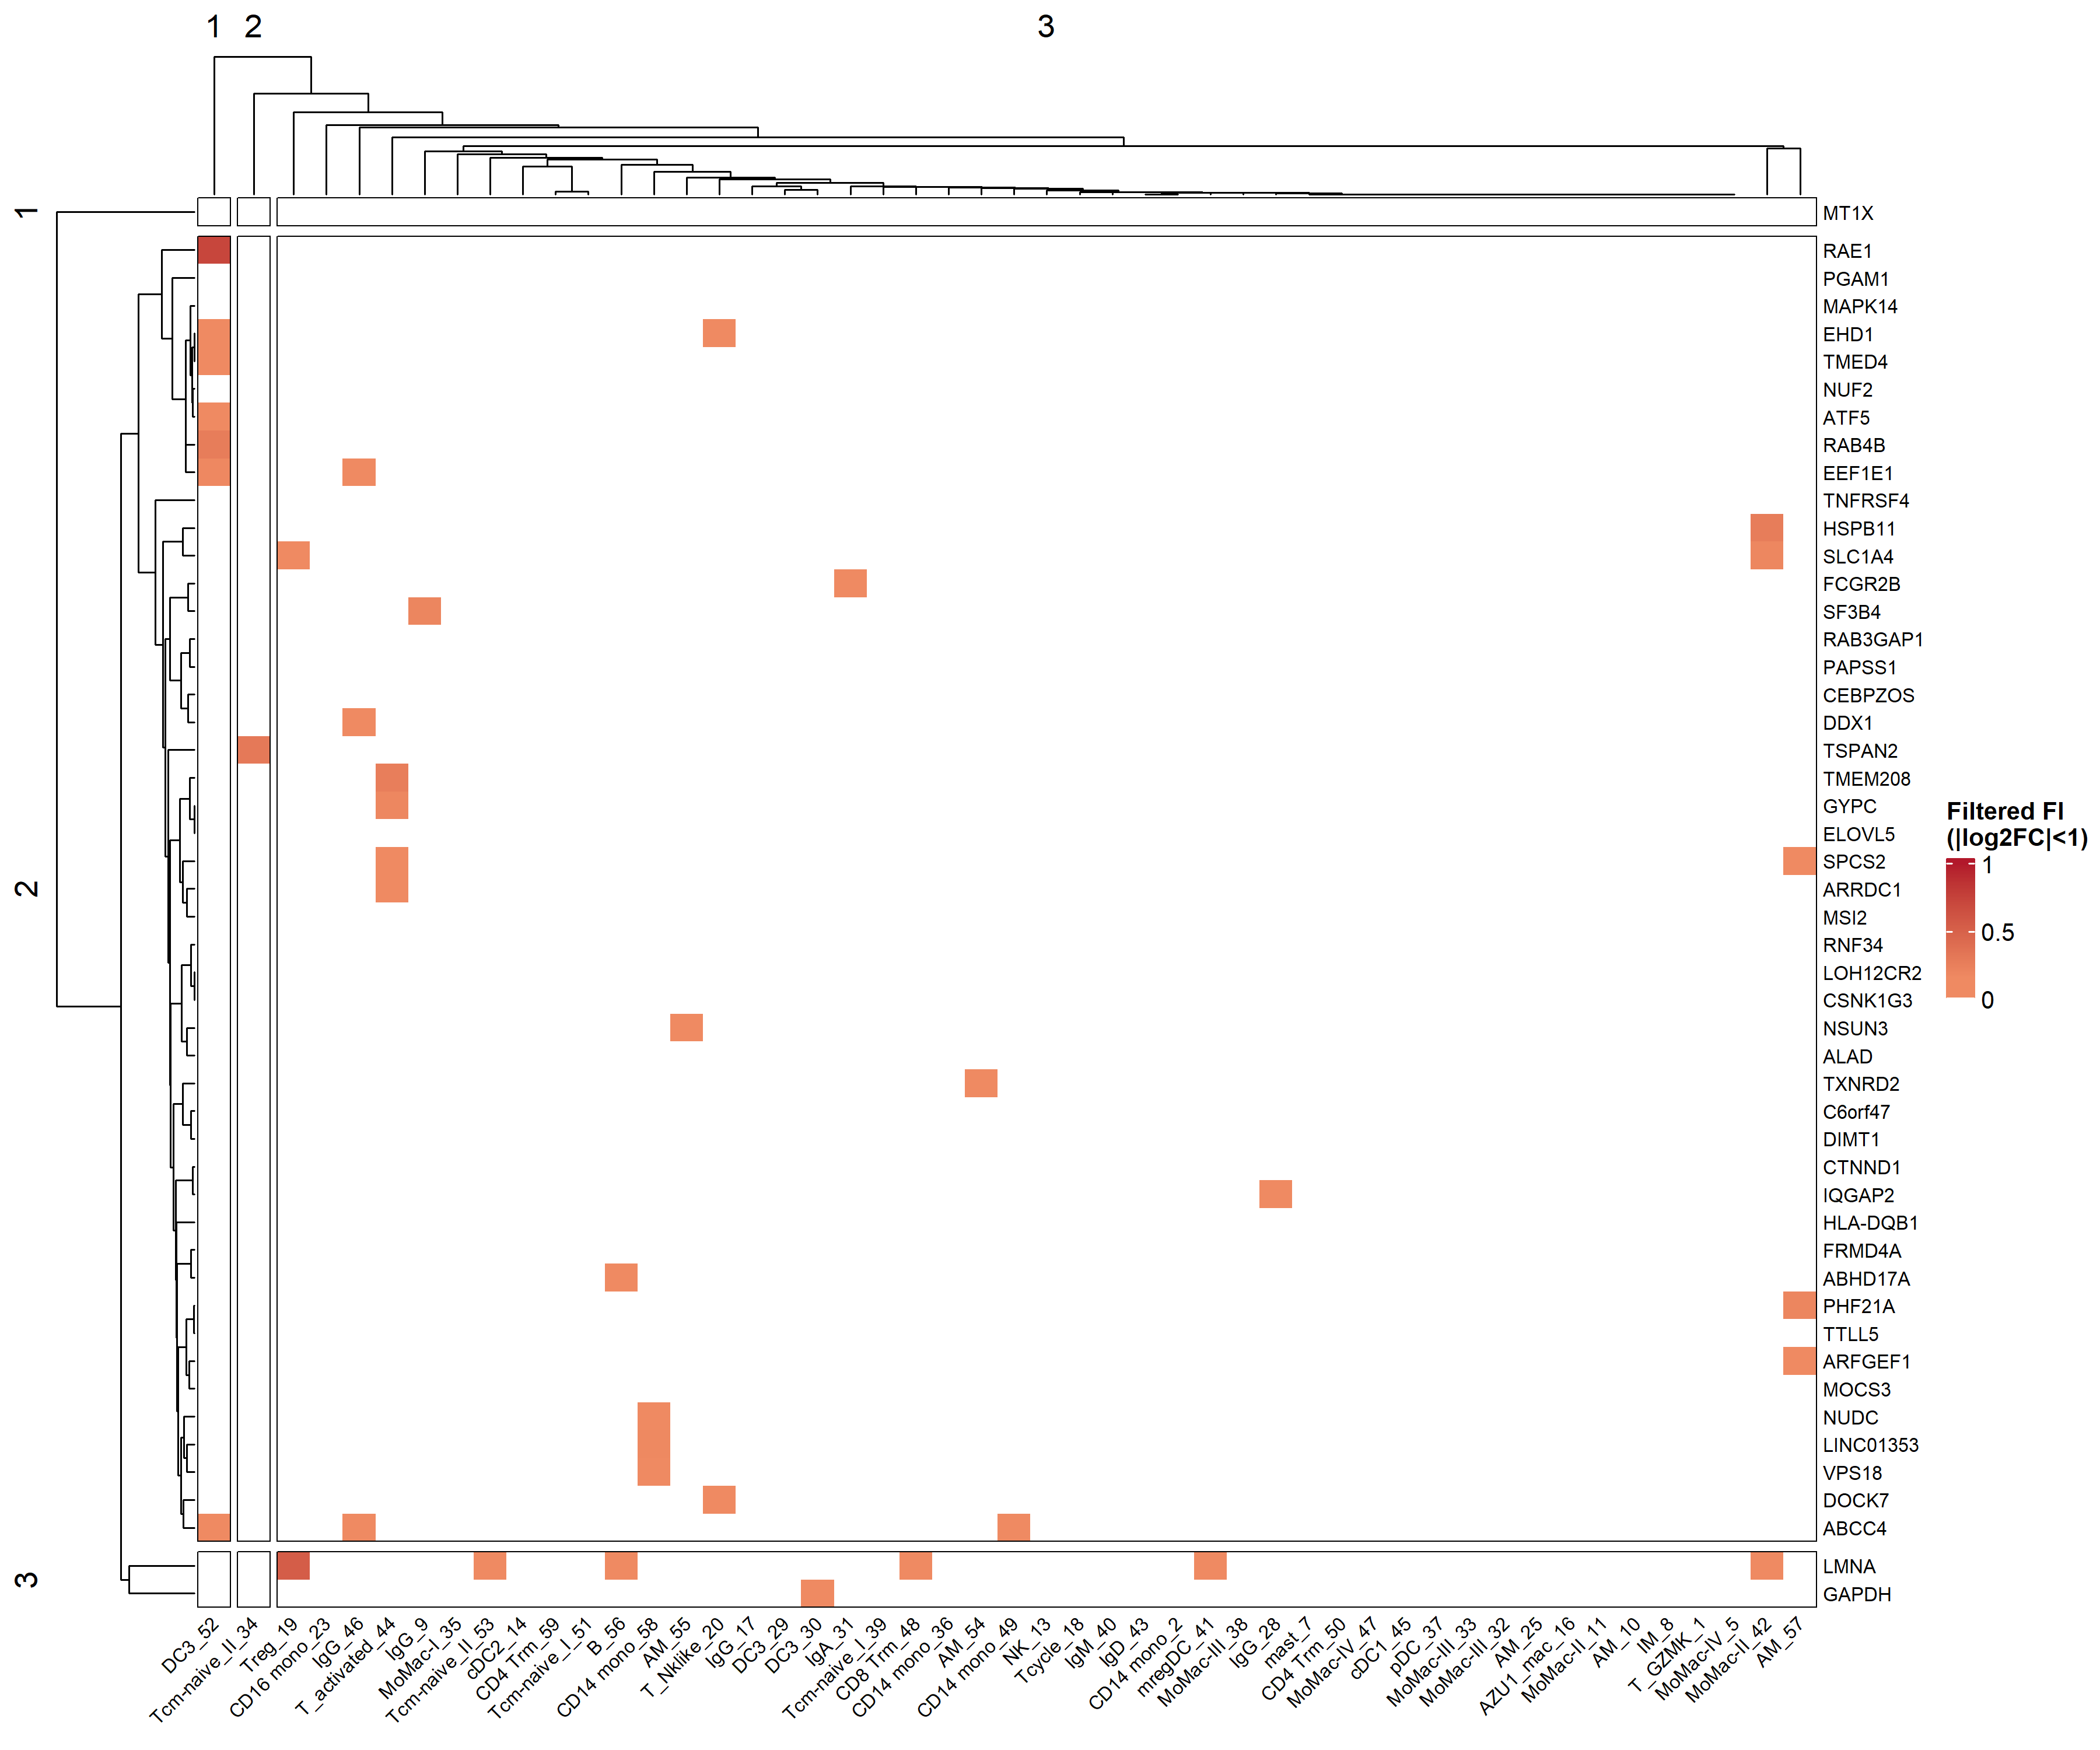 1 2 3
1
2
3
MT1X
RAE1
PGAM1
MAPK14
EHD1
TMED4
NUF2
ATF5
RAB4B
EEF1E1
TNFRSF4
HSPB11
SLC1A4
FCGR2B
SF3B4
RAB3GAP1
PAPSS1
CEBPZOS
DDX1
TSPAN2
TMEM208
GYPC
ELOVL5
SPCS2
ARRDC1
MSI2
RNF34
LOH12CR2
CSNK1G3
NSUN3
ALAD
TXNRD2
C6orf47
DIMT1
CTNND1
IQGAP2
HLA-DQB1
FRMD4A
ABHD17A
PHF21A
TTLL5
ARFGEF1
MOCS3
NUDC
LINC01353
VPS18
DOCK7
ABCC4
LMNA
GAPDH
Filtered FI
(|log2FC|<1)
1
0.5
0
DC3_52
Tcm-naive_II_34
Treg_19
CD16 mono_23
IgG_46
T_activated_44
IgG_9
MoMac-I_35
Tcm-naive_II_53
cDC2_14
CD4 Trm_59
Tcm-naive_I_51
B_56
CD14 mono_58
AM_55
T_Nklike_20
IgG_17
DC3_29
DC3_30
IgA_31
Tcm-naive_I_39
CD8 Trm_48
CD14 mono_36
AM_54
CD14 mono_49
NK_13
Tcycle_18
IgM_40
IgD_43
CD14 mono_2
mregDC_41
MoMac-III_38
IgG_28
mast_7
CD4 Trm_50
MoMac-IV_47
cDC1_45
pDC_37
MoMac-III_33
MoMac-III_32
AM_25
AZU1_mac_16
MoMac-II_11
AM_10
IM_8
T_GZMK_1
MoMac-IV_5
MoMac-II_42
AM_57